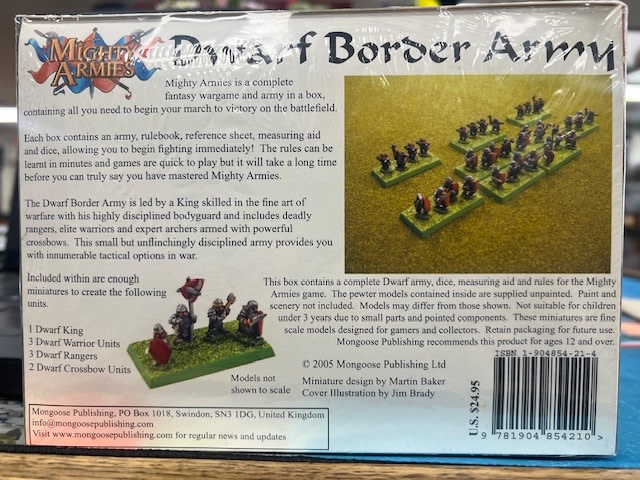 Mighty Armies
Dwarf Border Army
Mighty Armies is a complete
fantasy wargame and army in a box,
containing all you need to begin your march to victory on the battlefield.
Each box contains an army, rulebook, reference sheet, measuring aid
and dice, allowing you to begin fighting immediately! The rules can be
learnt in minutes and games are quick to play but it will take a long time
before you can truly say you have mastered Mighty Armies.
The Dwarf Border Army is led by a King skilled in the fine art of
warfare with his highly disciplined bodyguard and includes deadly
rangers, elite warriors and expert archers armed with powerful
crossbows. This small but unflinchingly disciplined army provides you
with innumerable tactical options in war.
Included within are enough
miniatures to create the following
units.
1 Dwarf King
3 Dwarf Warrior Units
3 Dwarf Rangers
2 Dwarf Crossbow Units
Models not
shown to scale
This box contains a complete Dwarf army, dice, measuring aid and rules for the Mighty
Armies game. The pewter models contained inside are supplied unpainted. Paint and
scenery not included. Models may differ from those shown. Not suitable for children
under 3 years due to small parts and pointed components. These miniatures are fine
scale models designed for gamers and collectors. Retain packaging for future use.
Mongoose Publishing recommends this product for ages 12 and over.
© 2005 Mongoose Publishing Ltd
Miniature design by Martin Baker
Cover Illustration by Jim Brady
Mongoose Publishing, PO Box 1018, Swindon, SN3 1DG, United Kingdom
info@mongoosepublishing.com
Visit www.mongoosepublishing.com for regular news and updates
U.S. $24.95
ISBN 1-904854-21-4
9 781904 854210 >